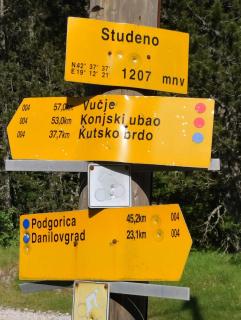 Studeno
N42° 37' 37"
E19° 12' 21"
1207 mnv
004 57,0km Vučje
004 53,0km Konjski ubao
004 37,7km Kutsko brdo
Podgorica 45,2km 004
Danilovgrad 23,1km 004